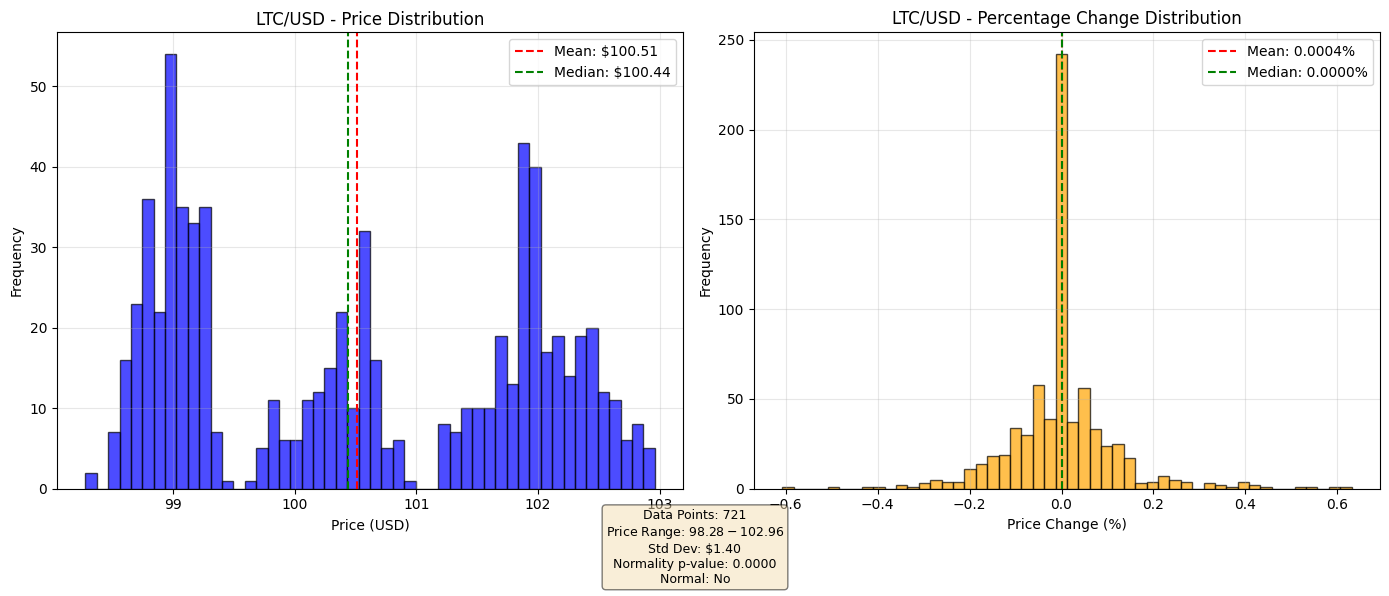 LTC/USD - Price Distribution
Mean: $100.51
Median: $100.44
Frequency
0
10
20
30
40
50
99
100
101
102
103
Price (USD)
LTC/USD - Percentage Change Distribution
Mean: 0.0004%
Median: 0.0000%
Frequency
0
50
100
150
200
250
−0.6
−0.4
−0.2
0.0
0.2
0.4
0.6
Price Change (%)
Data Points: 721
Price Range: 98.28 − 102.96
Std Dev: $1.40
Normality p-value: 0.0000
Normal: No